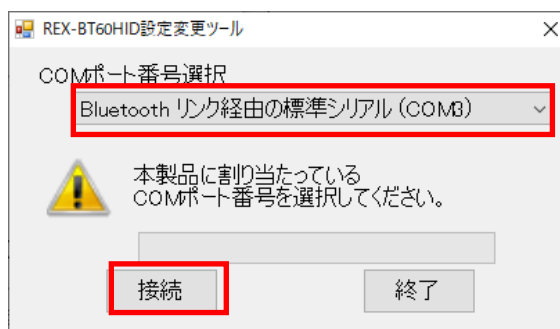 REX-BT60HID設定変更ツール
COMポート番号選択
Bluetooth リンク経由の標準シリアル (COM3)
本製品に割り当たっている
COMポート番号を選択してください。
接続 終了